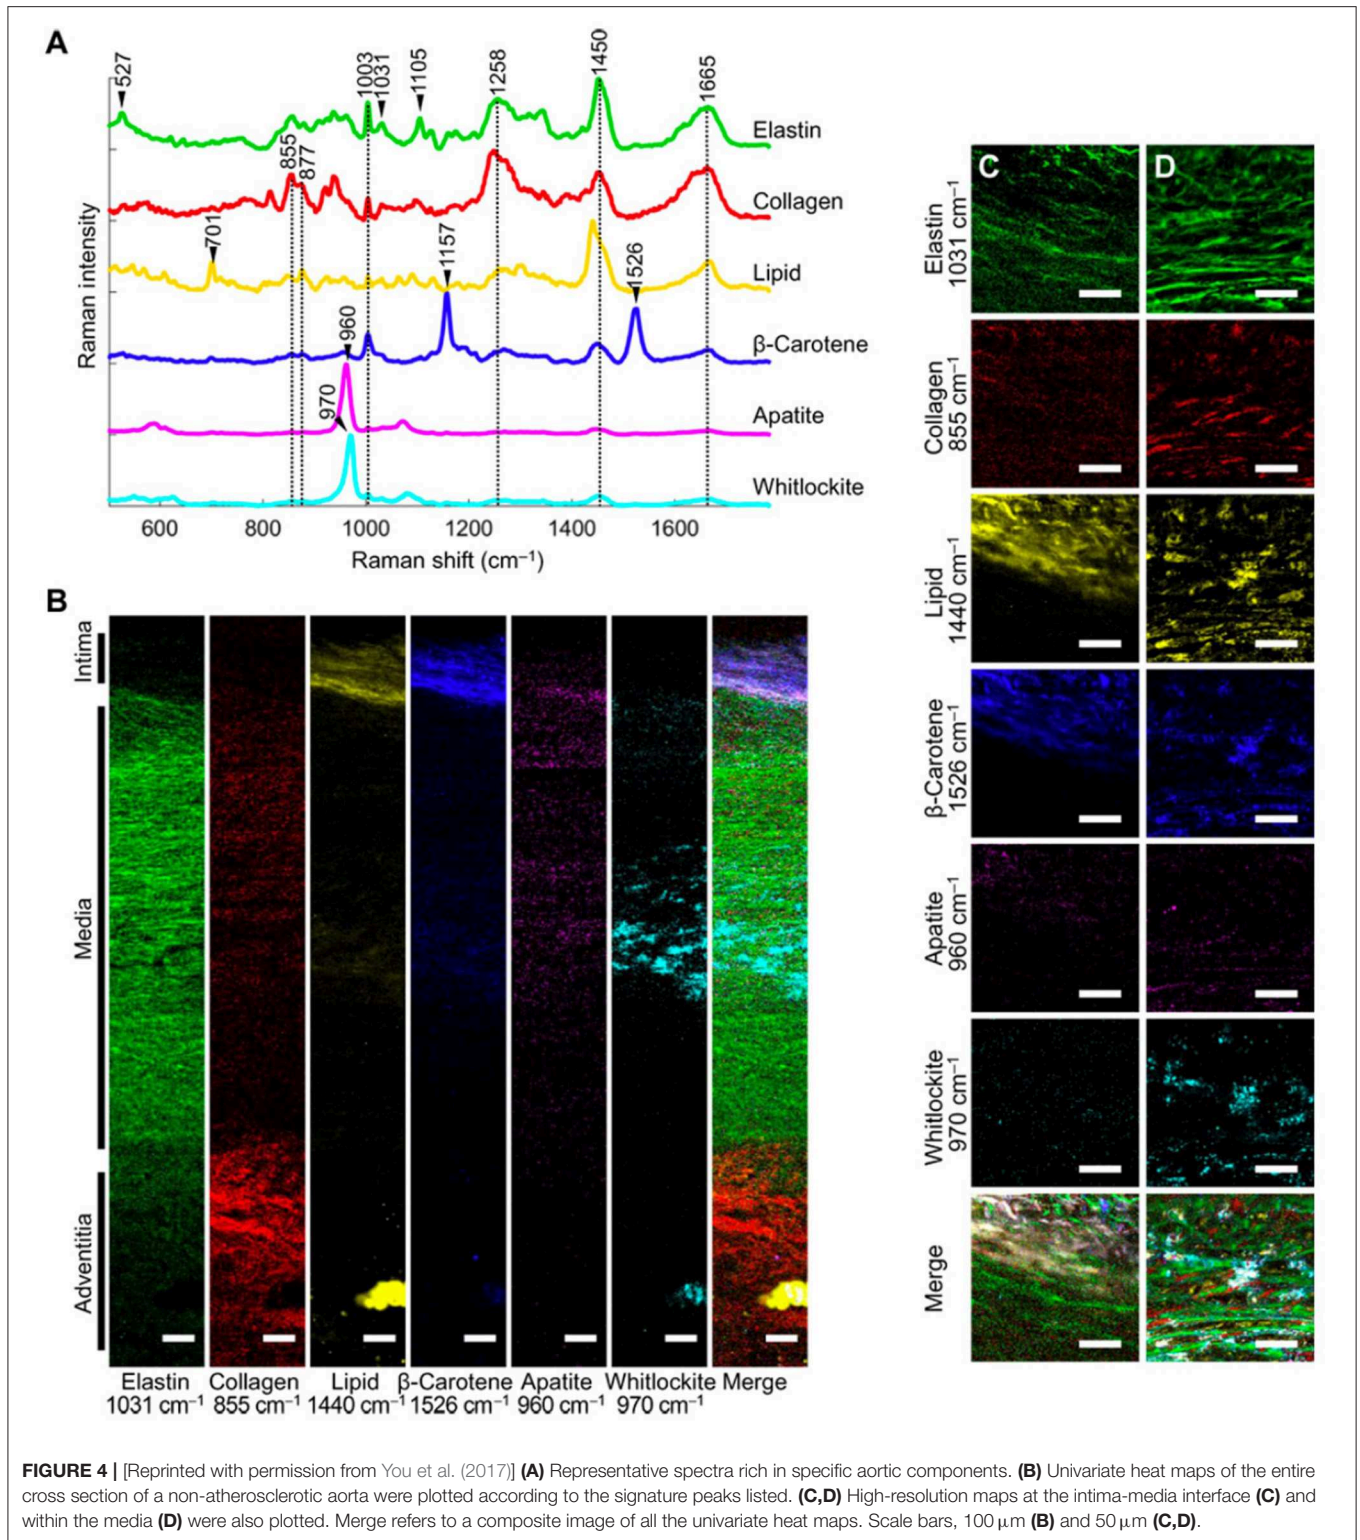 A
527
1003
1031
1105
1258
1450
1665
Elastin
855
877
Collagen
701
Lipid
1157
1526
β-Carotene
960
970
Apatite
Whitlockite
Raman intensity
600 800 1000 1200 1400 1600
Raman shift (cm⁻¹)
B
Intima
Media
Adventitia
Elastin Collagen Lipid β-Carotene Apatite Whitlockite Merge
1031 cm⁻¹ 855 cm⁻¹ 1440 cm⁻¹ 1526 cm⁻¹ 960 cm⁻¹ 970 cm⁻¹
C D
Elastin
1031 cm⁻¹
Collagen
855 cm⁻¹
Lipid
1440 cm⁻¹
β-Carotene
1526 cm⁻¹
Apatite
960 cm⁻¹
Whitlockite
970 cm⁻¹
Merge
FIGURE 4 | [Reprinted with permission from You et al. (2017)] (A) Representative spectra rich in specific aortic components. (B) Univariate heat maps of the entire
cross section of a non-atherosclerotic aorta were plotted according to the signature peaks listed. (C,D) High-resolution maps at the intima-media interface (C) and
within the media (D) were also plotted. Merge refers to a composite image of all the univariate heat maps. Scale bars, 100 μm (B) and 50 μm (C,D).